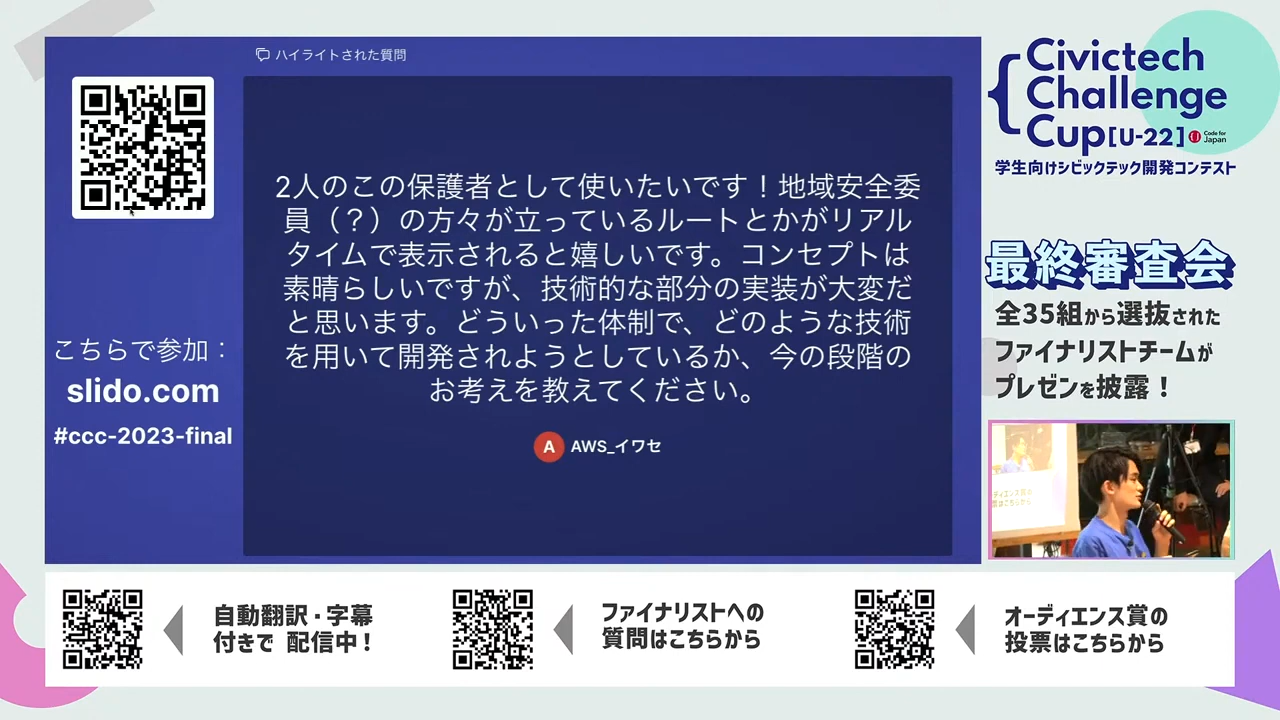 ハイライトされた質問
2人のこの保護者として使いたいです！地域安全委
員（？）の方々が立っているルートとかがリアル
タイムで表示されると嬉しいです。コンセプトは
素晴らしいですが、技術的な部分の実装が大変だ
と思います。どういった体制で、どのような技術
を用いて開発されようとしているか、今の段階の
お考えを教えてください。
A AWS_イワセ
こちらで参加：
slido.com
#ccc-2023-final
Civictech
Challenge
Cup[U-22]
Code for
Japan
学生向けシビックテック開発コンテスト
最終審査会
全35組から選抜された
ファイナリストチームが
プレゼンを披露！
ディエンス賞の
票はこちらから
自動翻訳・字幕
付きで 配信中！
ファイナリストへの
質問はこちらから
オーディエンス賞の
投票はこちらから